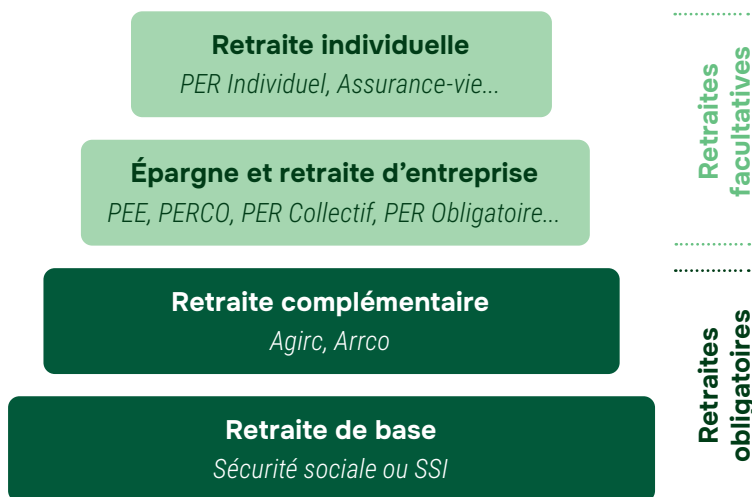 Retraite individuelle
PER Individuel, Assurance-vie...
Retraites
facultatives
Épargne et retraite d’entreprise
PEE, PERCO, PER Collectif, PER Obligatoire...
Retraite complémentaire
Agirc, Arrco
Retraites
obligatoires
Retraite de base
Sécurité sociale ou SSI